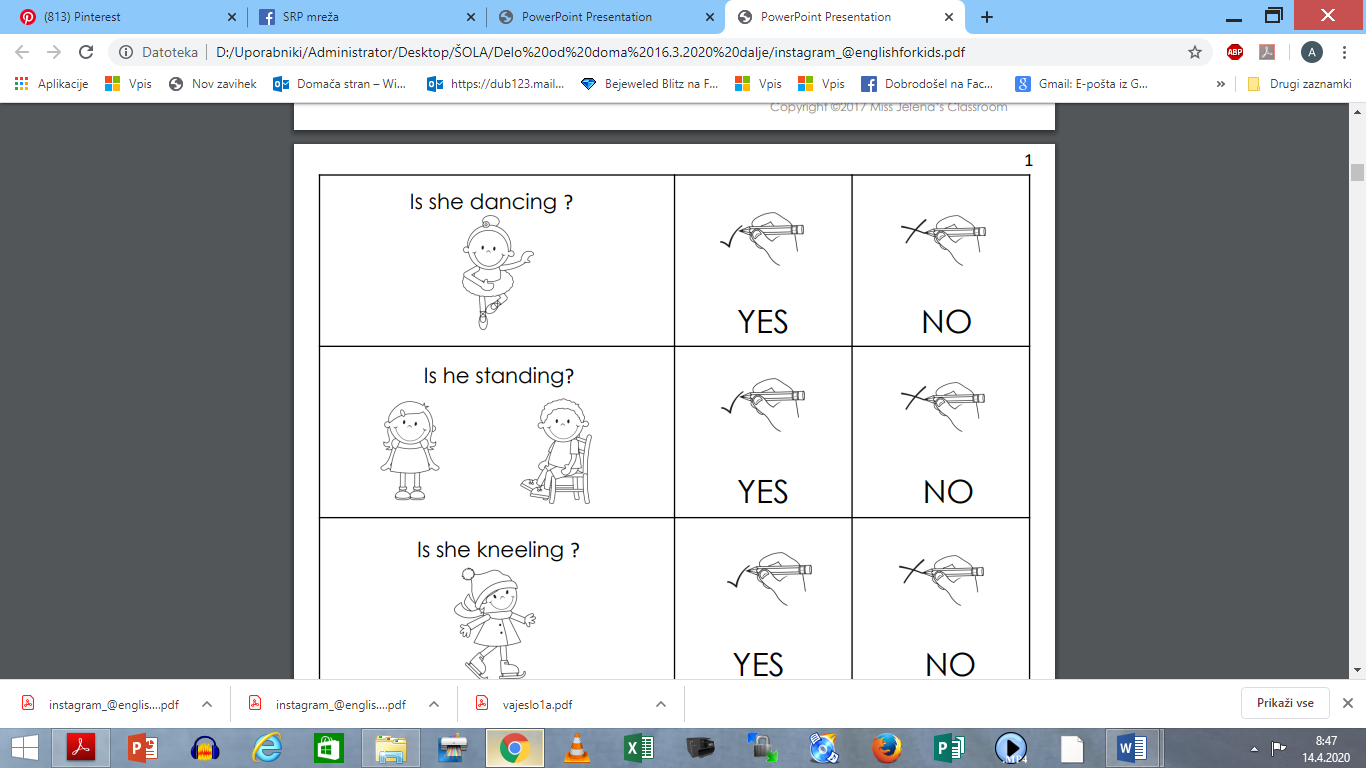 (813) Pinterest
SRP mreža
PowerPoint Presentation
PowerPoint Presentation
Datoteka
D:/Uporabniki/Administrator/Desktop/ŠOLA/Delo%20od%20doma%2016.3.2020%20dalje/instagram_@englishforkids.pdf
ABP
A
Aplikacije
Vpis
Nov zavihek
Domača stran – Wi...
https://dub123.mail...
Bejeweled Blitz na F...
Vpis
Vpis
Dobrodošel na Fac...
Gmail: E-pošta iz G...
»
Drugi zaznamki
Copyright ©2017 Miss Jelena's Classroom
1
Is she dancing ?
YES
NO
Is he standing?
YES
NO
Is she kneeling ?
YES
NO
instagram_@englis....pdf
instagram_@englis....pdf
vajeslo1a.pdf
Prikaži vse
MP4
8:47
14.4.2020